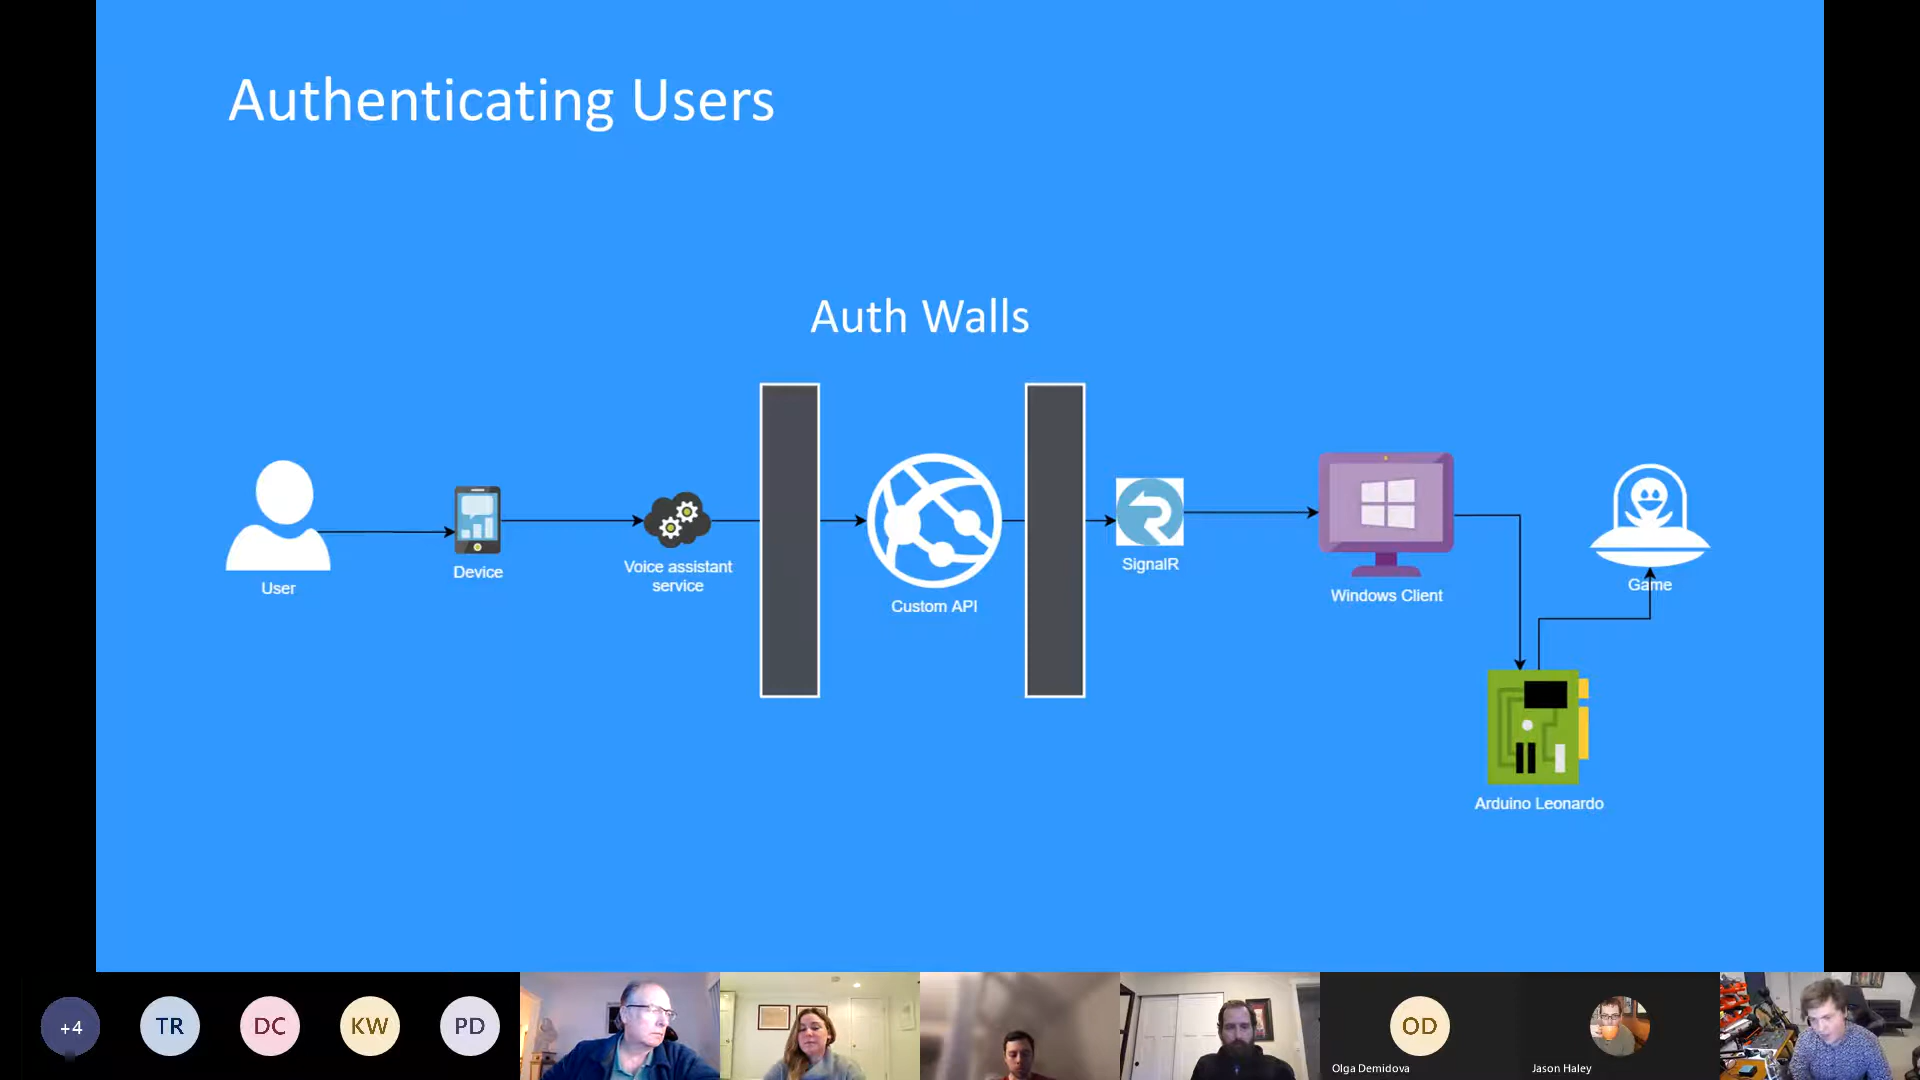 Authenticating Users
Auth Walls
User
Device
Voice assistant
service
Custom API
SignalR
Windows Client
Game
Arduino Leonardo
+4
TR
DC
KW
PD
OD
Olga Demidova
Jason Haley